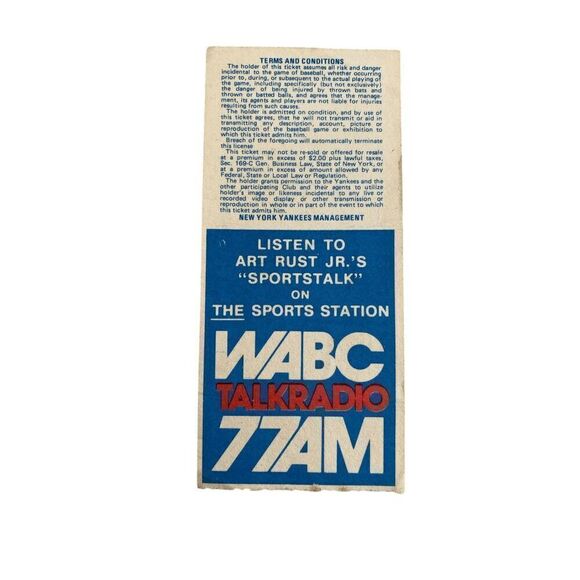 TERMS AND CONDITIONS
The holder of this ticket assumes all risk and danger
incidental to the game of baseball, whether occurring
prior to, during, or subsequent to the actual playing of
the game, including specifically (but not exclusively)
the danger of being injured by thrown bats and
thrown or batted balls, and agrees that the manage-
ment, its agents and players are not liable for injuries
resulting from such causes.
The holder is admitted on condition, and by use of
this ticket agrees, that he will not transmit or aid in
transmitting any description, account, picture or
reproduction of the baseball game or exhibition to
which this ticket admits him.
Breach of the foregoing will automatically terminate
this license
This ticket may not be re-sold or offered for resale
at a premium in excess of $2.00 plus lawful taxes,
Sec. 169-C Gen. Business Law, State of New York, or
at a premium in excess of amount allowed by any
Federal, State or Local Law or Regulation.
The holder grants permission to the Yankees and the
other participating Club and their agents to utilize
holder's image or likeness incidental to any live or
recorded video display or other transmission or
reproduction in whole or in part of the event to which
this ticket admits him.
NEW YORK YANKEES MANAGEMENT
LISTEN TO
ART RUST JR.'S
"SPORTSTALK"
ON
THE SPORTS STATION
WABC
TALKRADIO
77AM